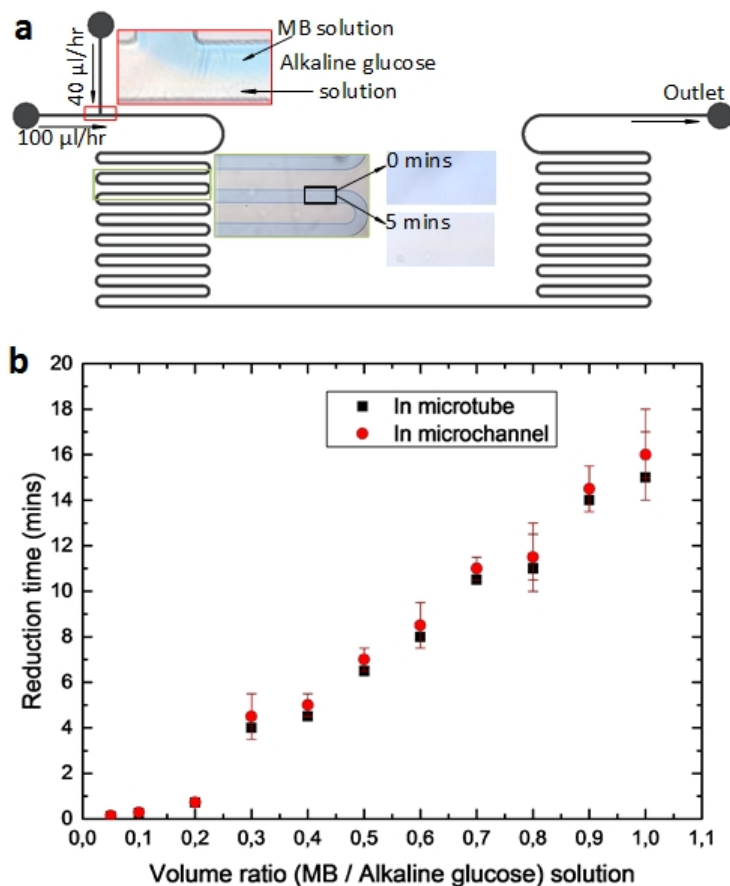 a
MB solution
Alkaline glucose
solution
40 µl/hr
100 µl/hr
Outlet
0 mins
5 mins
b
In microtube
In microchannel
Reduction time (mins)
20
18
16
14
12
10
8
6
4
2
0
0,0 0,1 0,2 0,3 0,4 0,5 0,6 0,7 0,8 0,9 1,0 1,1
Volume ratio (MB / Alkaline glucose) solution